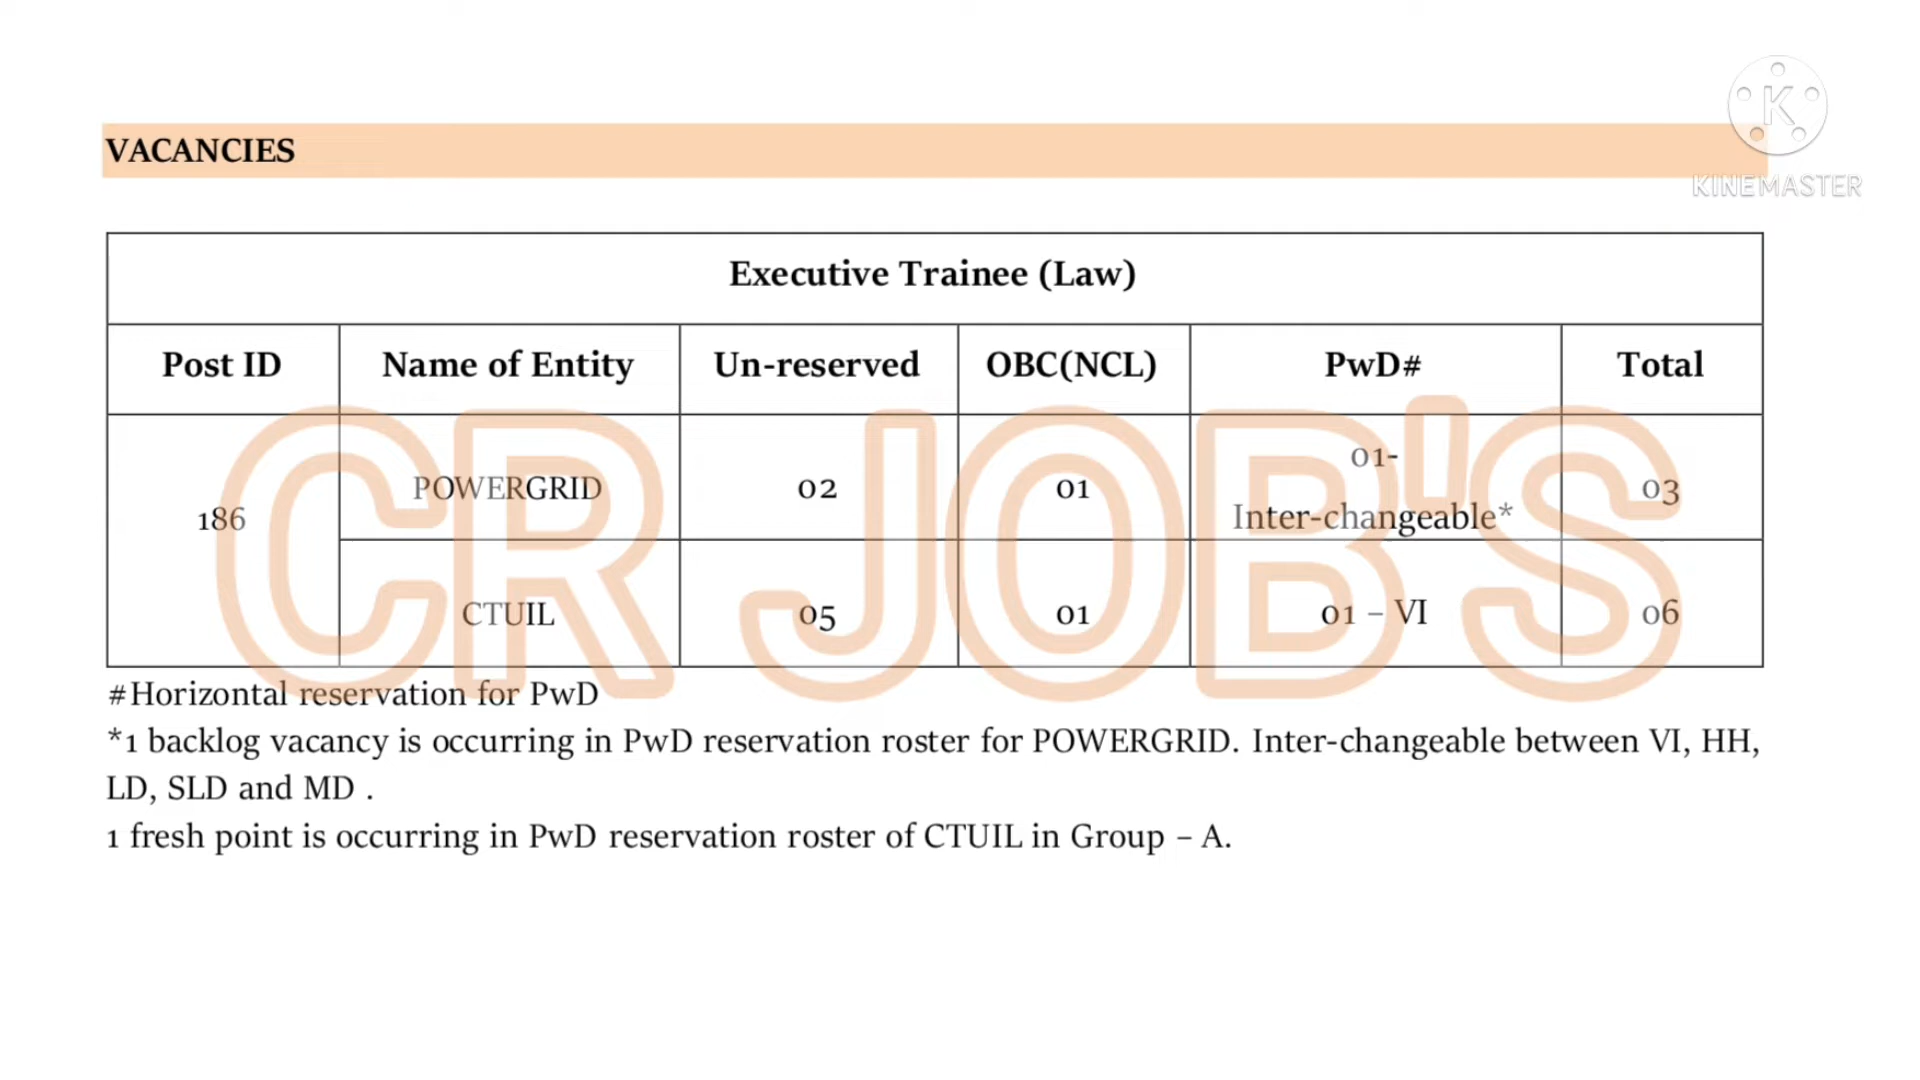 K
KINEMASTER
VACANCIES
Executive Trainee (Law)
Post ID Name of Entity Un-reserved OBC(NCL) PwD# Total
186 POWERGRID 02 01 01-
Inter-changeable* 03
CTUIL 05 01 01 – VI 06
CR JOB'S
#Horizontal reservation for PwD
*1 backlog vacancy is occurring in PwD reservation roster for POWERGRID. Inter-changeable between VI, HH,
LD, SLD and MD .
1 fresh point is occurring in PwD reservation roster of CTUIL in Group – A.